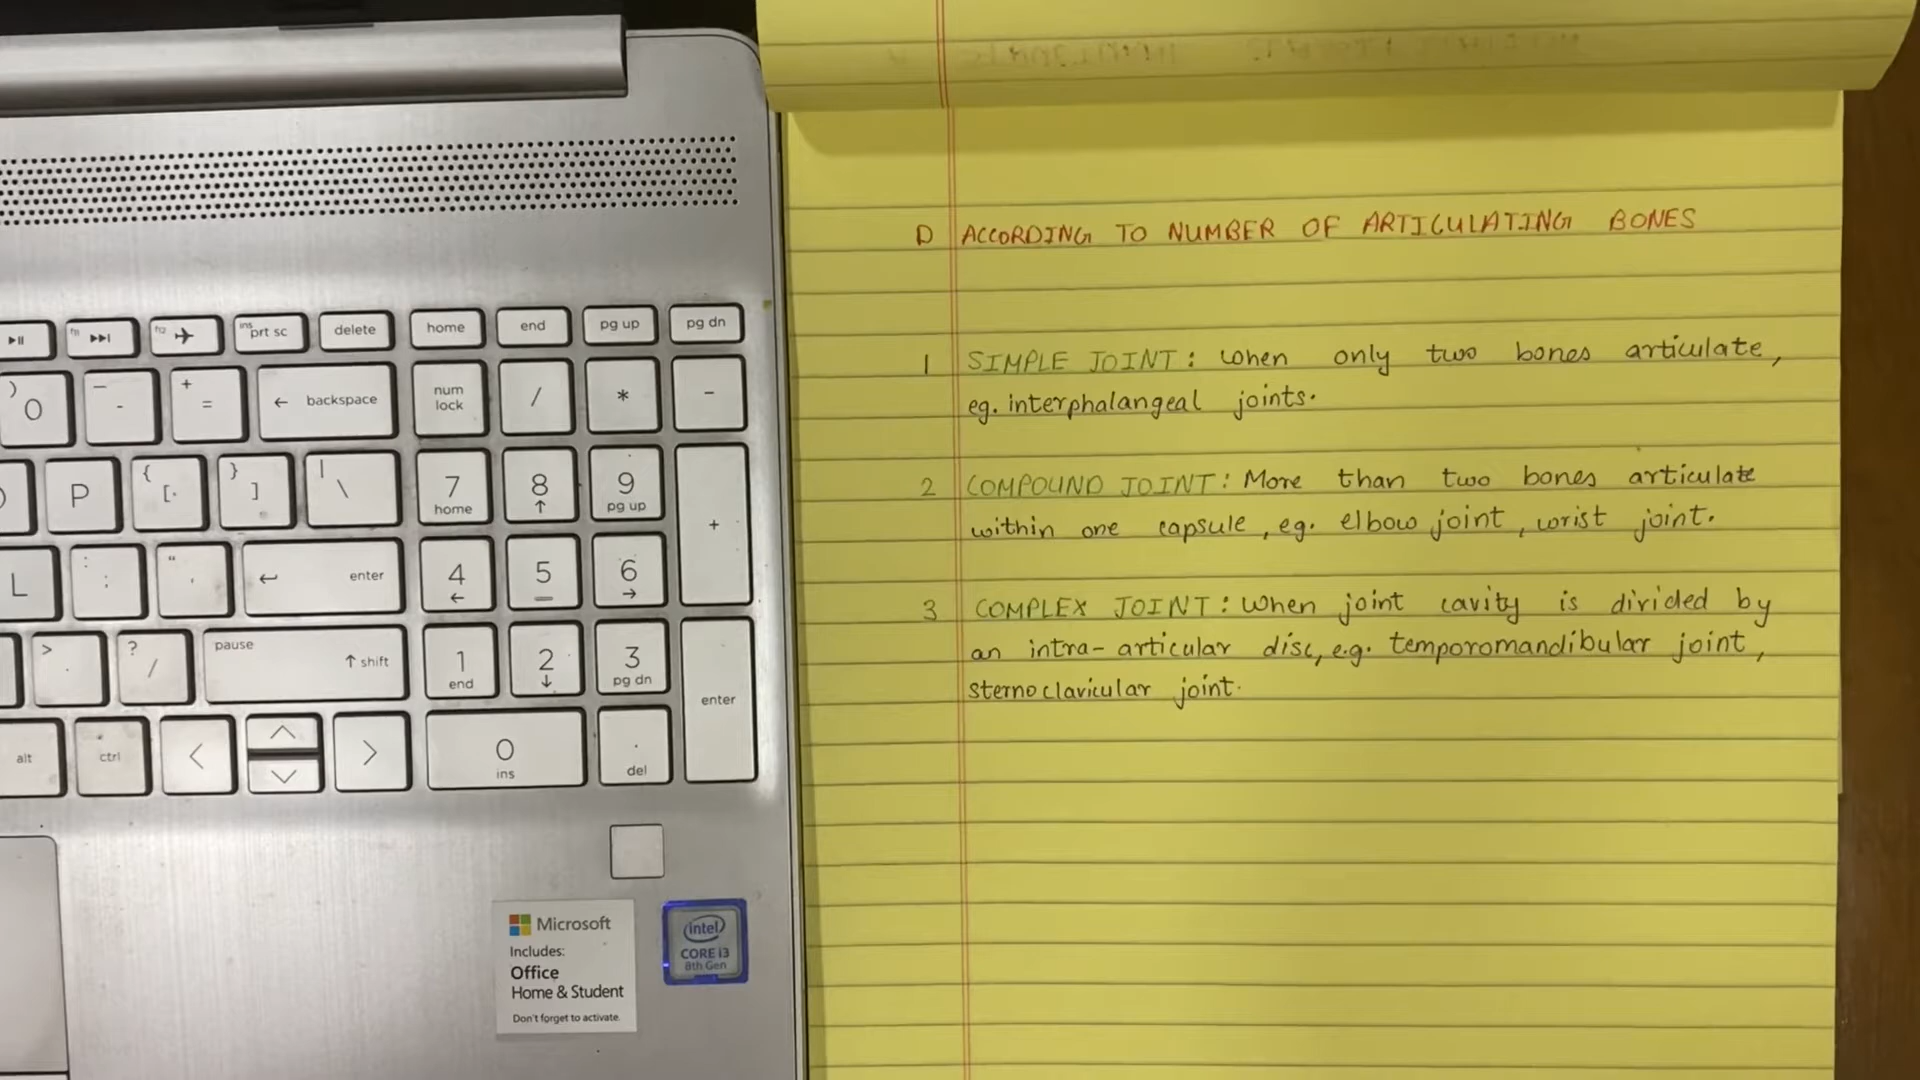 D ACCORDING TO NUMBER OF ARTICULATING BONES
1 SIMPLE JOINT: when only two bones articulate,
eg. interphalangeal joints.
2 COMPOUND JOINT: More than two bones articulate
within one capsule, eg. elbow joint, wrist joint.
3 COMPLEX JOINT: When joint cavity is divided by
an intra-articular disc, e.g. temporomandibular joint,
sternoclavicular joint.
f11 f12 ins prt sc delete home end pg up pg dn
) 0 — - + = ← backspace num lock / * -
P { [ } ] | \ 7 home 8 ↑ 9 pg up +
L : ; “ ‘ ↵ enter 4 ← 5 6 →
> . ? / pause ↑ shift 1 end 2 ↓ 3 pg dn enter
alt ctrl < > 0 ins . del
Microsoft
Includes:
Office
Home & Student
Don't forget to activate.
intel
CORE i3
8th Gen